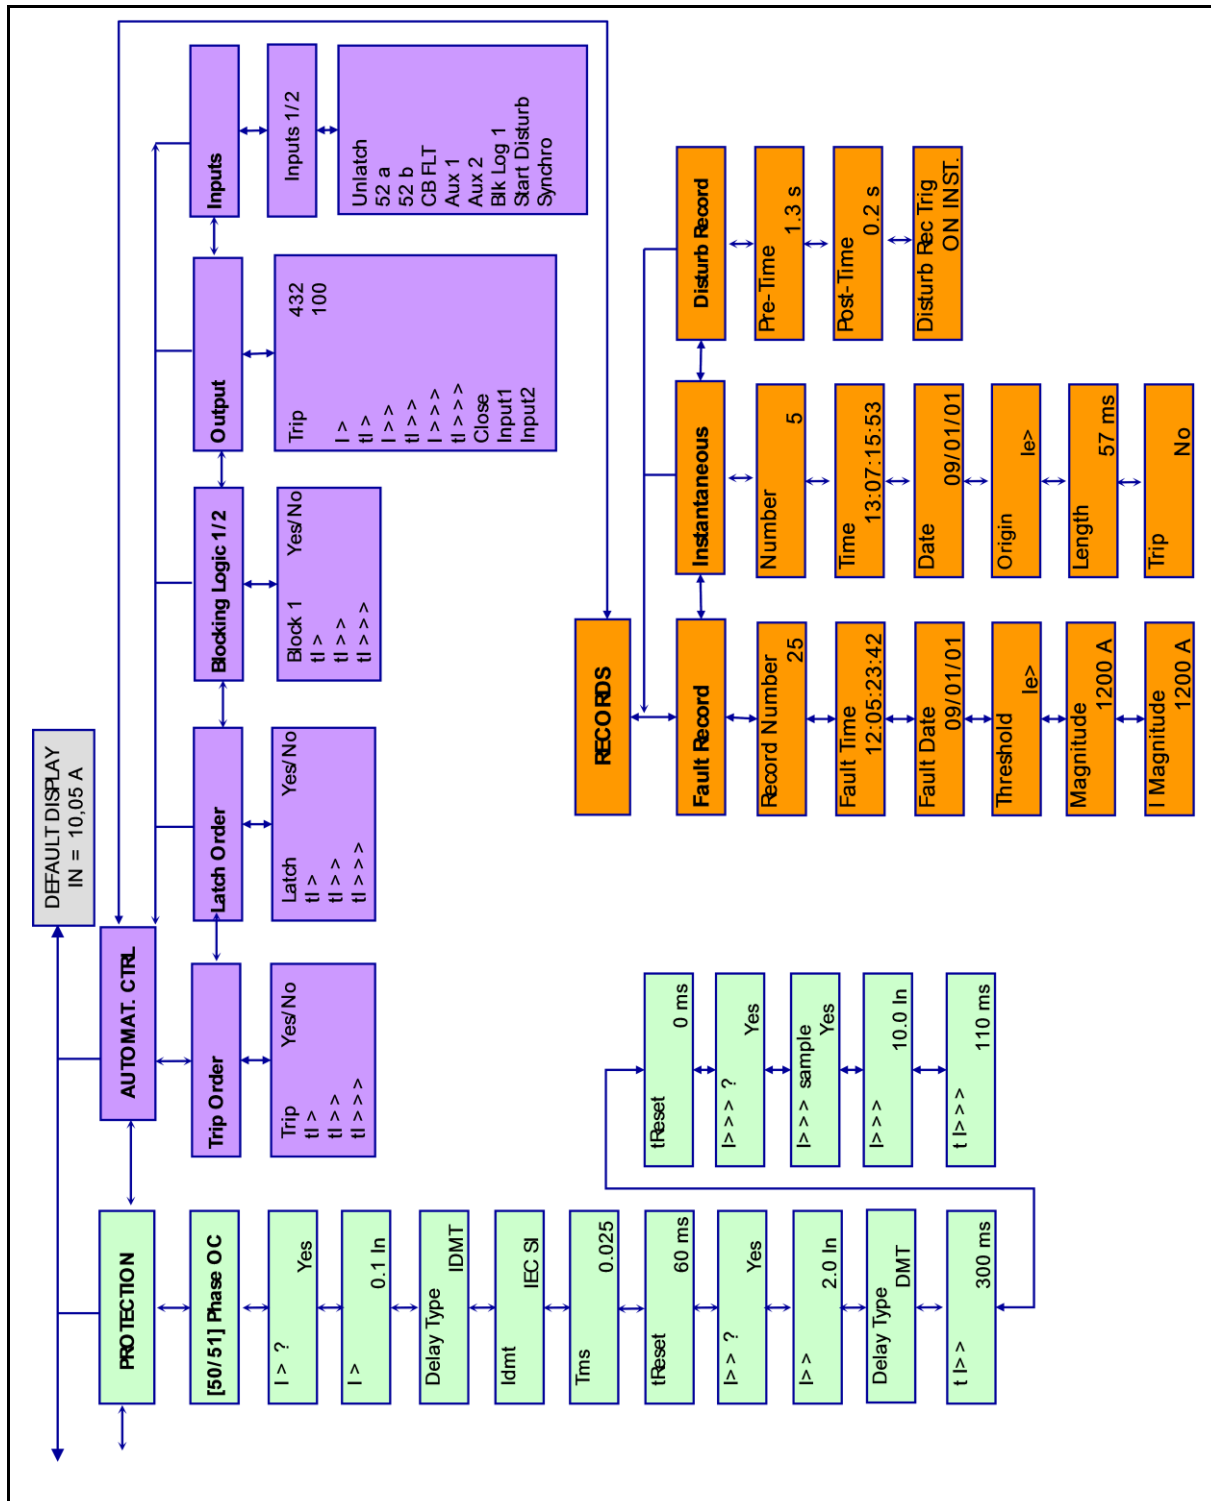 DEFAULT DISPLAY
IN = 10,05 A
PROTECTION
[50/51] Phase OC
I > ?
Yes
I >
0.1 In
Delay Type
IDMT
Idmt
IEC SI
Tms
0.025
tReset
60 ms
I> > ?
Yes
I> >
2.0 In
Delay Type
DMT
t I> >
300 ms
tReset
0 ms
I> > > ?
Yes
I> > > sample
Yes
I> > >
10.0 In
t I> > >
110 ms
AUTOMAT. CTRL
Trip Order
Trip Yes/No
tI >
tI > >
tI > > >
Latch Order
Latch Yes/No
tI >
tI > >
tI > > >
Blocking Logic 1/2
Block 1 Yes/No
tI >
tI > >
tI > > >
Output
Trip 432
100
I >
tI >
I > >
tI > >
I > > >
tI > > >
Close
Input1
Input2
Inputs
Inputs 1/2
Unlatch
52 a
52 b
CB FLT
Aux 1
Aux 2
Blk Log 1
Start Disturb
Synchro
RECORDS
Fault Record
Record Number
25
Fault Time
12:05:23:42
Fault Date
09/01/01
Threshold
Ie>
Magnitude
1200 A
I Magnitude
1200 A
Instantaneous
Number
5
Time
13:07:15:53
Date
09/01/01
Origin
Ie>
Length
57 ms
Trip
No
Disturb Record
Pre-Time
1.3 s
Post-Time
0.2 s
Disturb Rec Trig
ON INST.